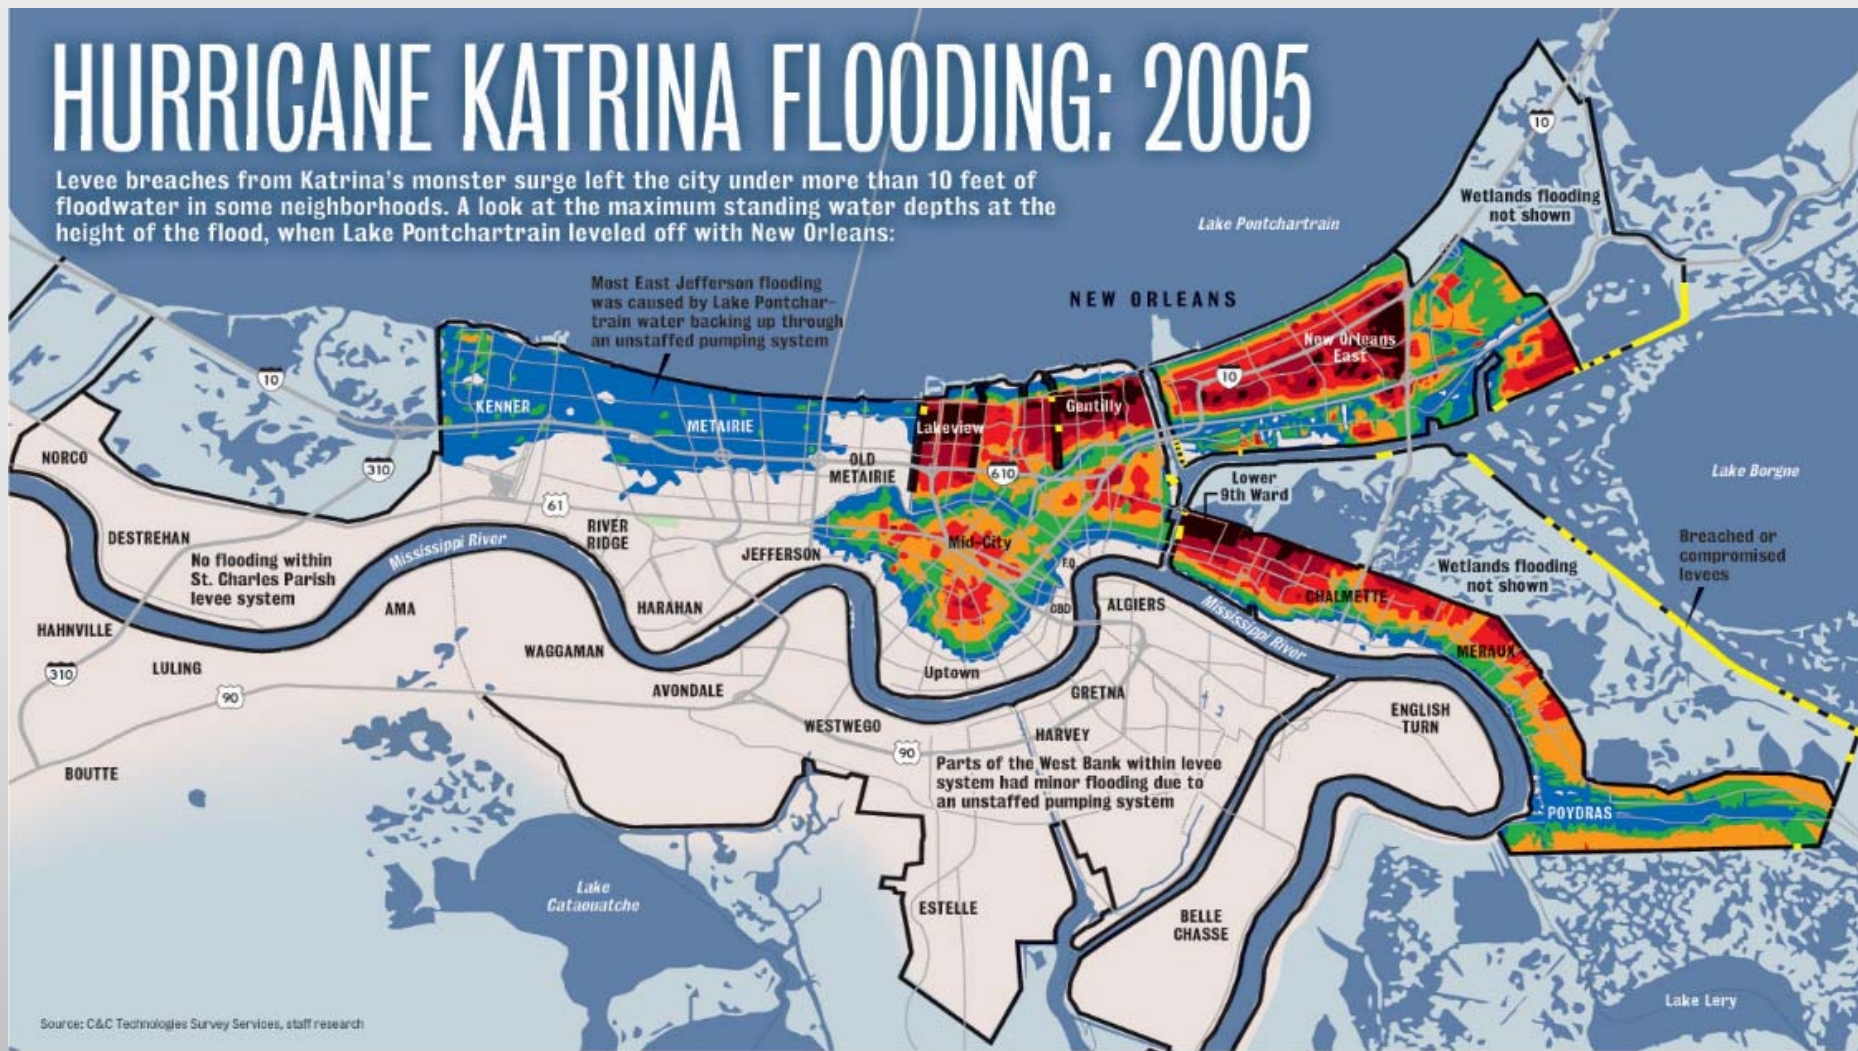 HURRICANE KATRINA FLOODING: 2005
Levee breaches from Katrina's monster surge left the city under more than 10 feet of
floodwater in some neighborhoods. A look at the maximum standing water depths at the
height of the flood, when Lake Pontchartrain leveled off with New Orleans:
10
Wetlands flooding
not shown
Lake Pontchartrain
Most East Jefferson flooding
was caused by Lake Pontchar-
train water backing up through
an unstaffed pumping system
NEW ORLEANS
New Orleans
East
10
10
KENNER
METAIRIE
Lakeview
Gentilly
NORCO
310
OLD
METAIRIE
610
Lower
9th Ward
Lake Borgne
61
DESTREHAN
RIVER
RIDGE
Mississippi River
JEFFERSON
Mid-City
F.Q.
Breached or
compromised
levees
No flooding within
St. Charles Parish
levee system
Wetlands flooding
not shown
AMA
HARAHAN
CBD
ALGIERS
Mississippi River
CHALMETTE
HAHNVILLE
WAGGAMAN
MERAUX
310
LULING
90
AVONDALE
Uptown
GRETNA
ENGLISH
TURN
WESTWEGO
HARVEY
90
BOUTTE
Parts of the West Bank within levee
system had minor flooding due to
an unstaffed pumping system
POYDRAS
Lake
Cataouatche
ESTELLE
BELLE
CHASSE
Lake Lery
Source: C&C Technologies Survey Services, staff research